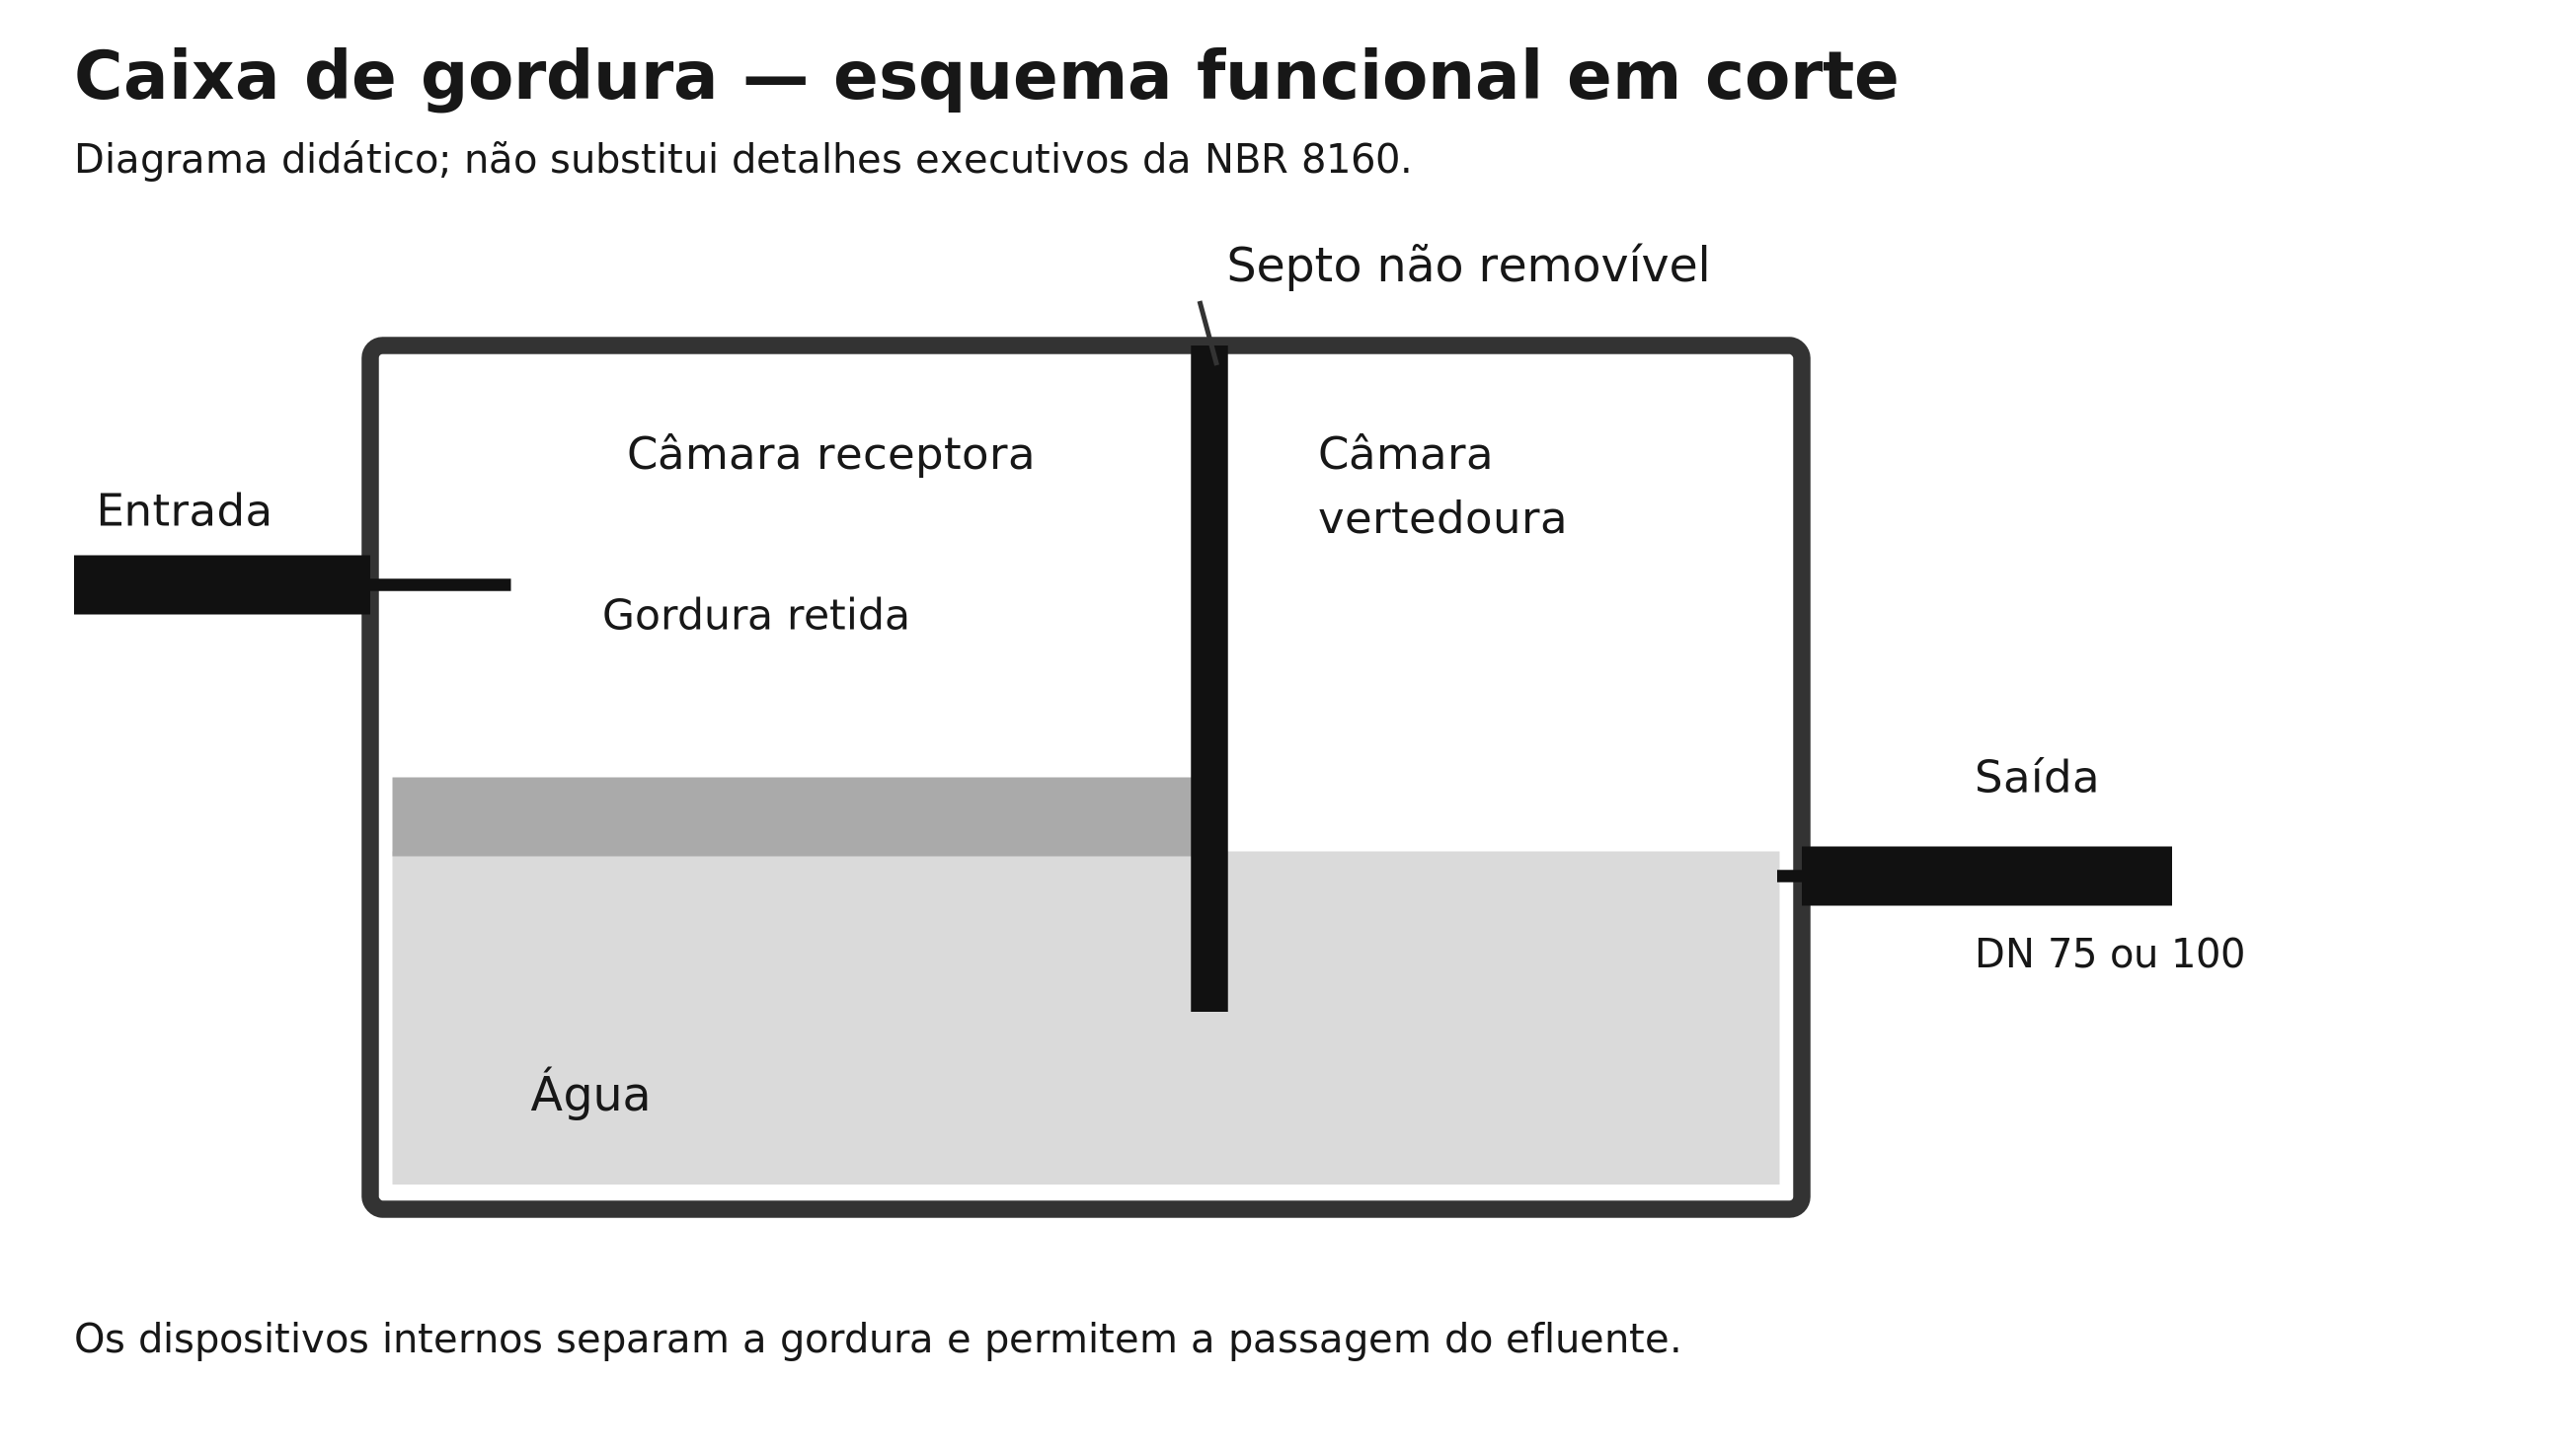 Caixa de gordura — esquema funcional em corte
Diagrama didático; não substitui detalhes executivos da NBR 8160.
Septo não removível
Câmara receptora
Câmara
vertedoura
Entrada
Gordura retida
Saída
DN 75 ou 100
Água
Os dispositivos internos separam a gordura e permitem a passagem do efluente.